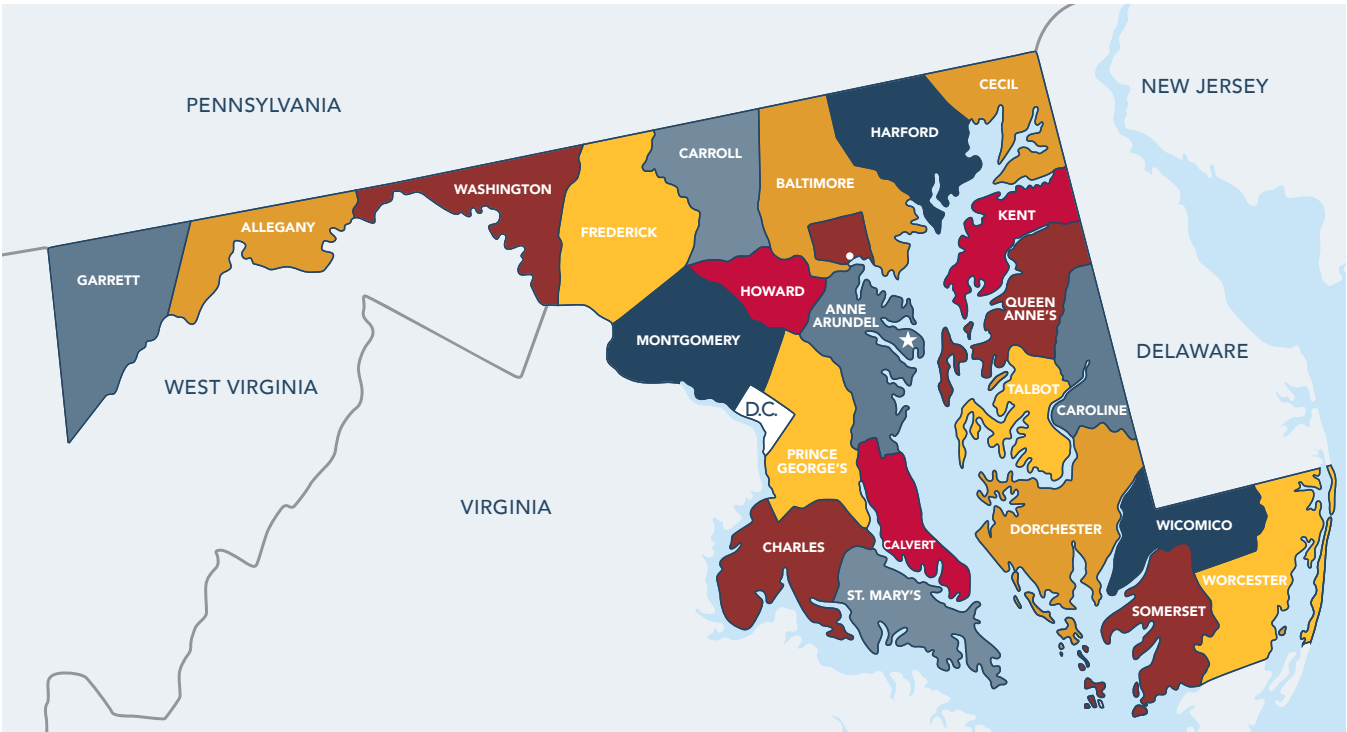 PENNSYLVANIA
NEW JERSEY
CECIL
HARFORD
CARROLL
BALTIMORE
WASHINGTON
KENT
ALLEGANY
FREDERICK
GARRETT
HOWARD
QUEEN
ANNE'S
ANNE
ARUNDEL
MONTGOMERY
DELAWARE
WEST VIRGINIA
TALBOT
D.C.
CAROLINE
PRINCE
GEORGE'S
VIRGINIA
DORCHESTER
WICOMICO
CHARLES
CALVERT
WORCESTER
ST. MARY'S
SOMERSET